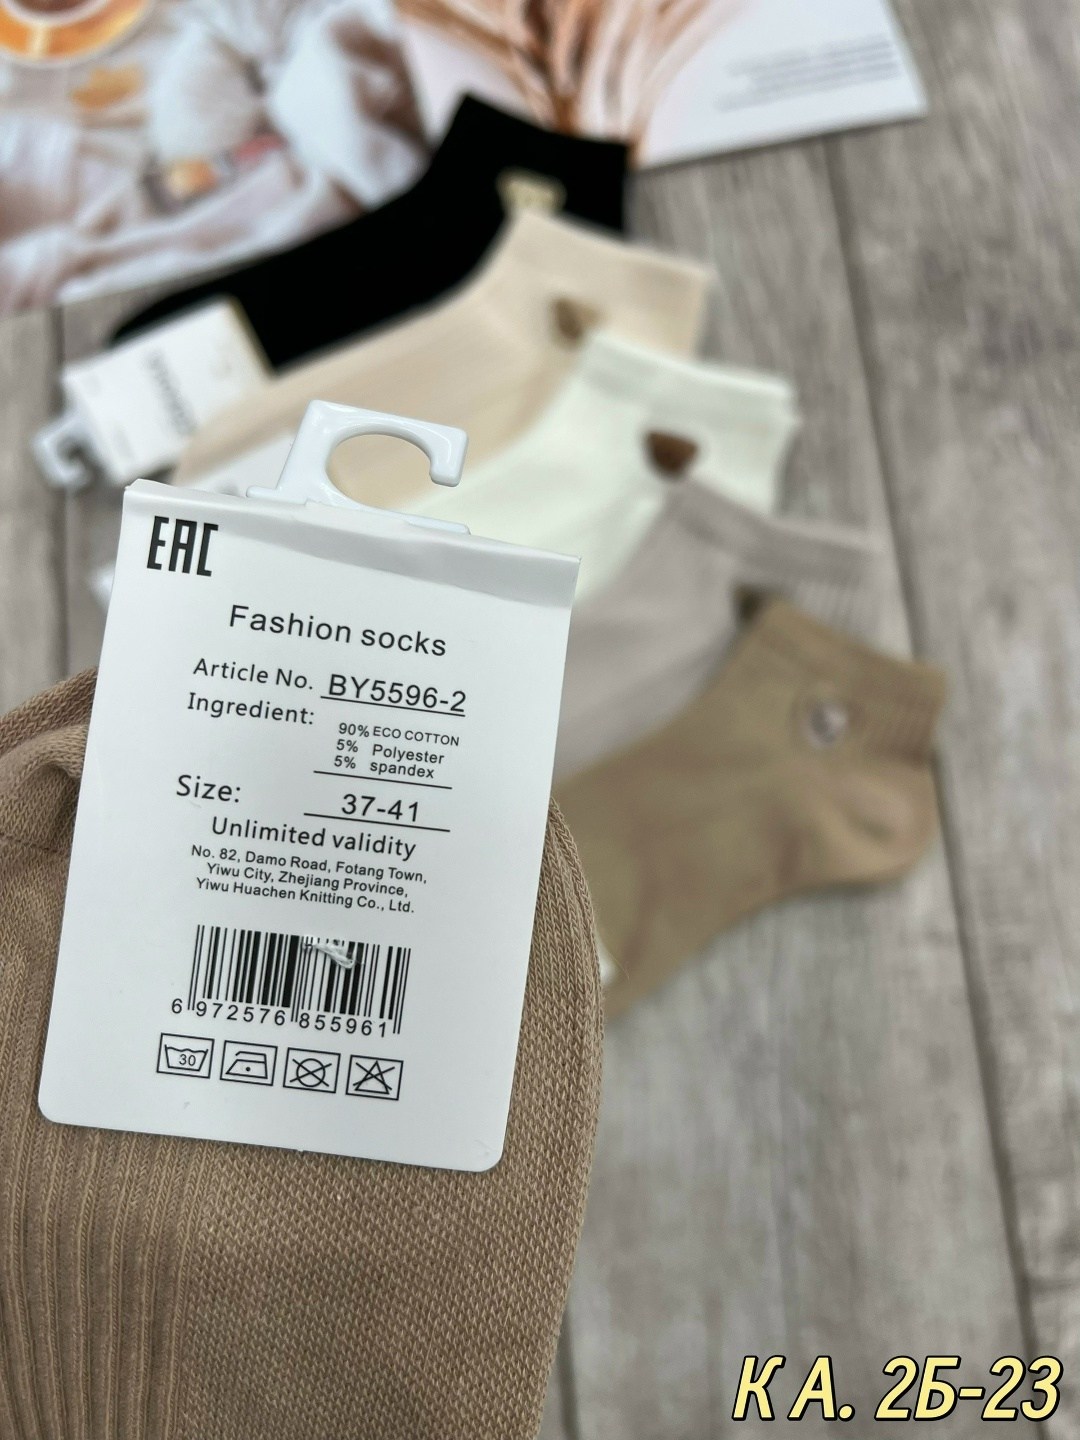 EAC
Fashion socks
Article No. BY5596-2
Ingredient:
90% ECO COTTON
5% Polyester
5% spandex
Size: 37-41
Unlimited validity
No. 82, Damo Road, Fotang Town,
Yiwu City, Zhejiang Province,
Yiwu Huachen Knitting Co., Ltd.
6 972576 855961
30
К А. 2Б-23